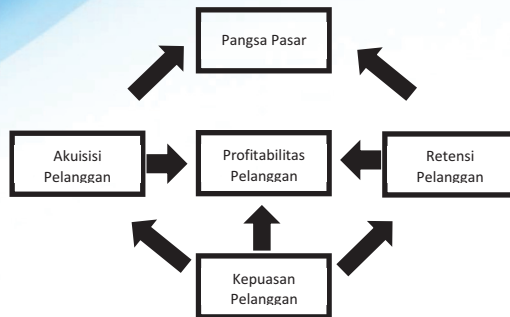 Pangsa Pasar
Akuisisi
Pelanggan
Profitabilitas
Pelanggan
Retensi
Pelanggan
Kepuasan
Pelanggan